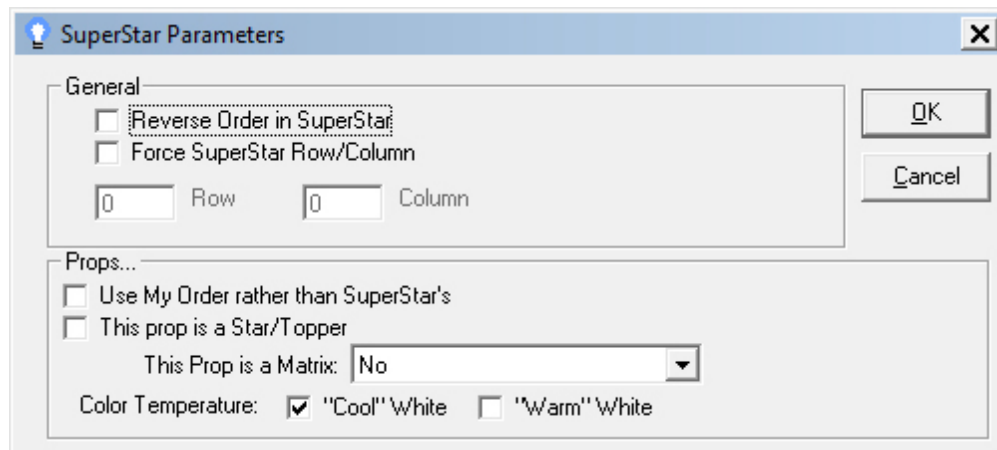 SuperStar Parameters
General
Reverse Order in SuperStar
Force SuperStar Row/Column
0 Row 0 Column
OK
Cancel
Props...
Use My Order rather than SuperStar's
This prop is a Star/Topper
This Prop is a Matrix: No
Color Temperature: "Cool" White "Warm" White